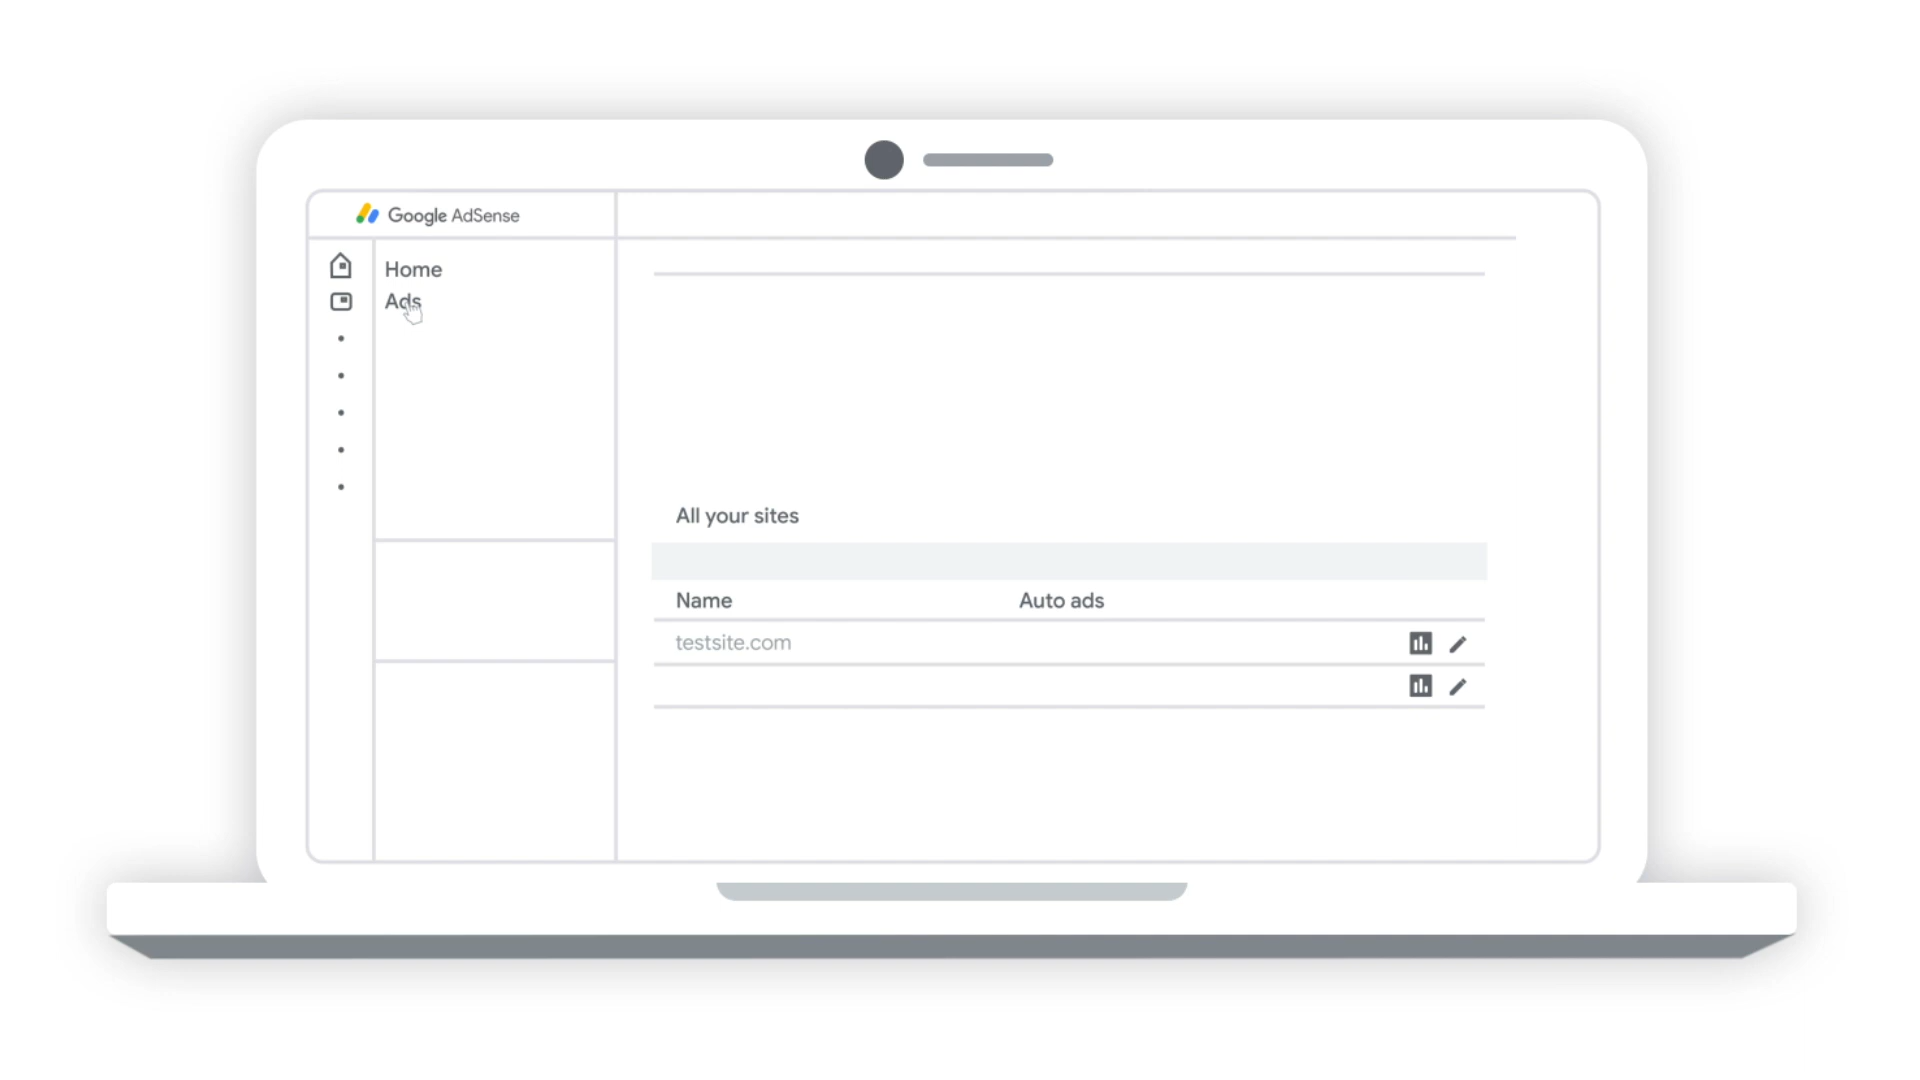 Google AdSense
Home
Ads
All your sites
Name Auto ads
testsite.com